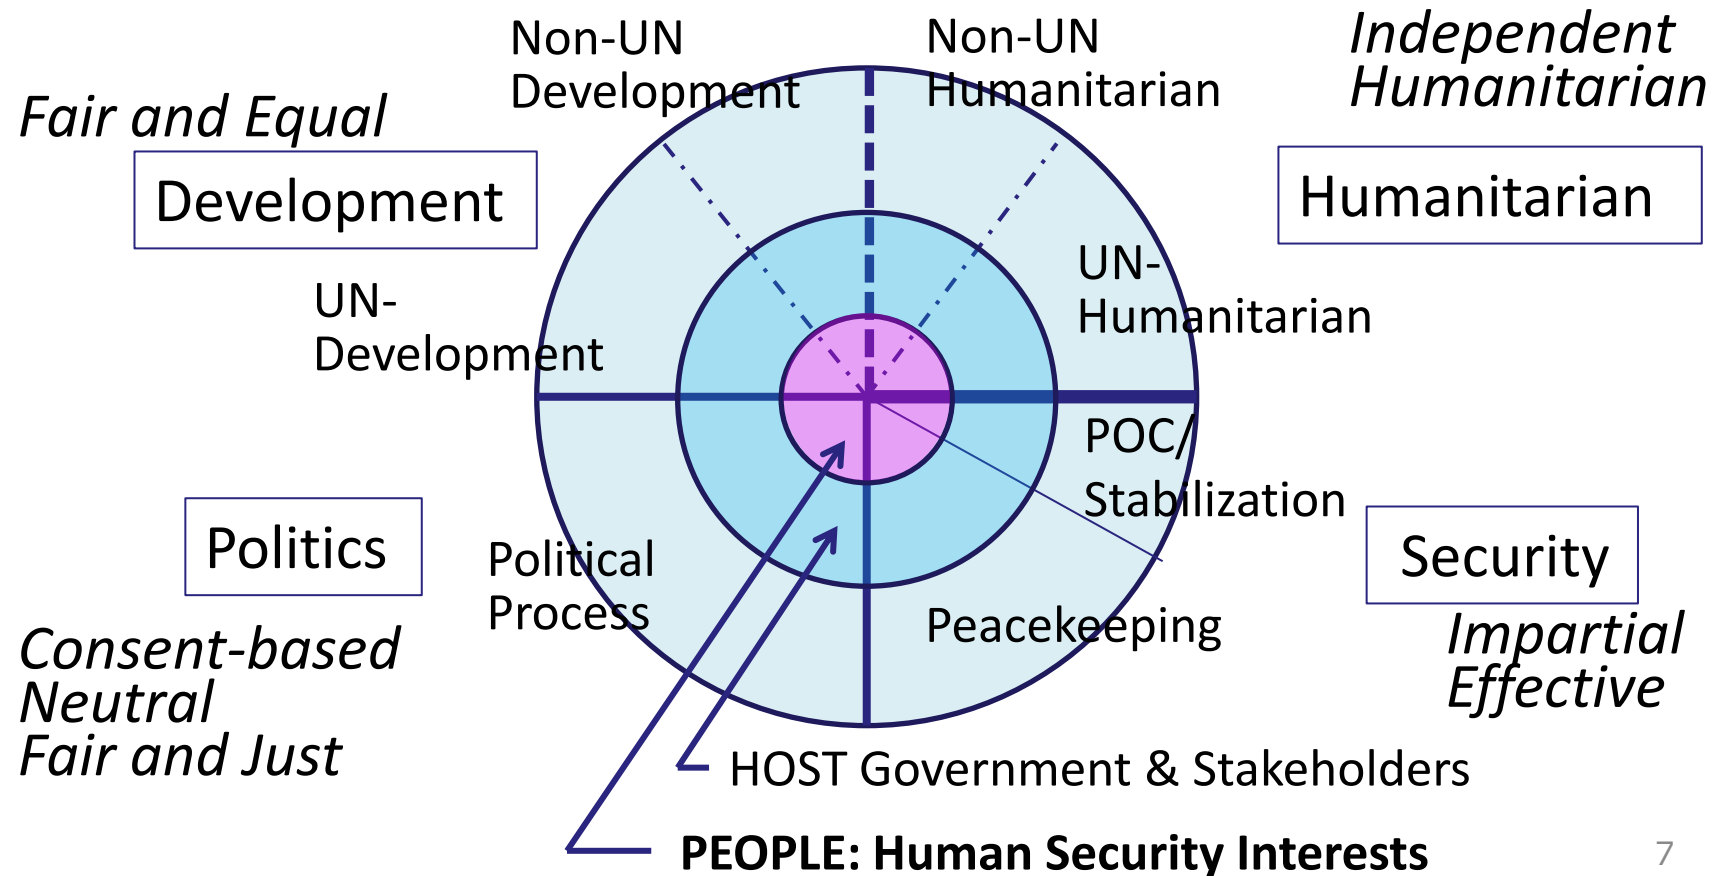 Non-UN
Development
Non-UN
Humanitarian
Independent
Humanitarian
Fair and Equal
Development
Humanitarian
UN-
Development
UN-
Humanitarian
POC/
Stabilization
Politics
Political
Process
Security
Peacekeeping
Impartial
Effective
Consent-based
Neutral
Fair and Just
HOST Government & Stakeholders
PEOPLE: Human Security Interests
7